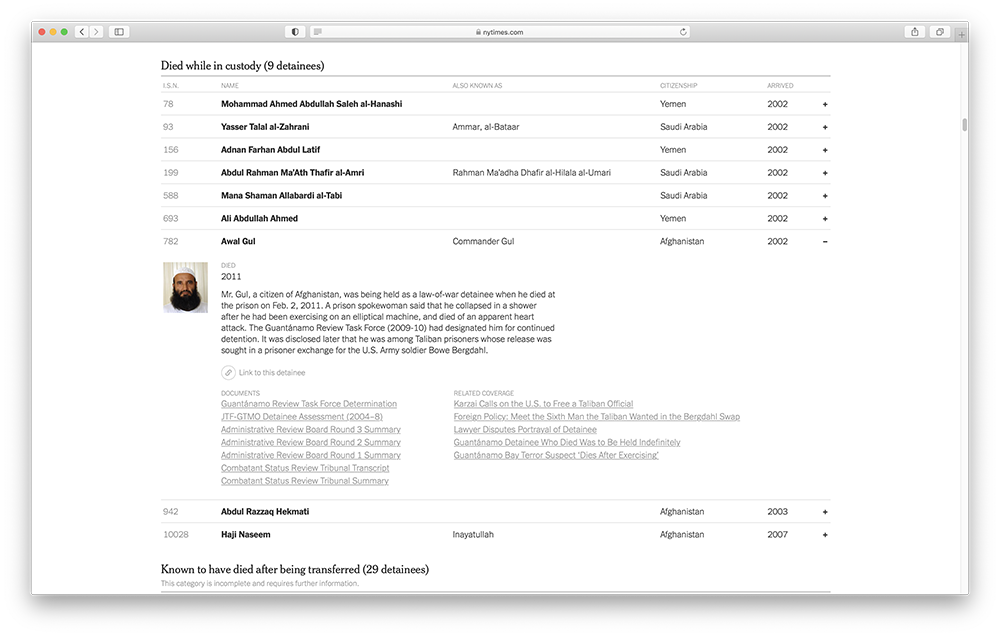 nytimes.com
Died while in custody (9 detainees)
I.S.N. NAME ALSO KNOWN AS CITIZENSHIP ARRIVED
78 Mohammad Ahmed Abdullah Saleh al-Hanashi Yemen 2002 +
93 Yasser Talal al-Zahrani Ammar, al-Bataar Saudi Arabia 2002 +
156 Adnan Farhan Abdul Latif Yemen 2002 +
199 Abdul Rahman Ma'Ath Thafir al-Amri Rahman Ma'adha Dhafir al-Hilala al-Umari Saudi Arabia 2002 +
588 Mana Shaman Allabardi al-Tabi Saudi Arabia 2002 +
693 Ali Abdullah Ahmed Yemen 2002 +
782 Awal Gul Commander Gul Afghanistan 2002 –
DIED
2011
Mr. Gul, a citizen of Afghanistan, was being held as a law-of-war detainee when he died at
the prison on Feb. 2, 2011. A prison spokewoman said that he collapsed in a shower
after he had been exercising on an elliptical machine, and died of an apparent heart
attack. The Guantánamo Review Task Force (2009-10) had designated him for continued
detention. It was disclosed later that he was among Taliban prisoners whose release was
sought in a prisoner exchange for the U.S. Army soldier Bowe Bergdahl.
Link to this detainee
DOCUMENTS
Guantánamo Review Task Force Determination
JTF-GTMO Detainee Assessment (2004–8)
Administrative Review Board Round 3 Summary
Administrative Review Board Round 2 Summary
Administrative Review Board Round 1 Summary
Combatant Status Review Tribunal Transcript
Combatant Status Review Tribunal Summary
RELATED COVERAGE
Karzai Calls on the U.S. to Free a Taliban Official
Foreign Policy: Meet the Sixth Man the Taliban Wanted in the Bergdahl Swap
Lawyer Disputes Portrayal of Detainee
Guantánamo Detainee Who Died Was to Be Held Indefinitely
Guantánamo Bay Terror Suspect 'Dies After Exercising'
942 Abdul Razzaq Hekmati Afghanistan 2003 +
10028 Haji Naseem Inayatullah Afghanistan 2007 +
Known to have died after being transferred (29 detainees)
This category is incomplete and requires further information.